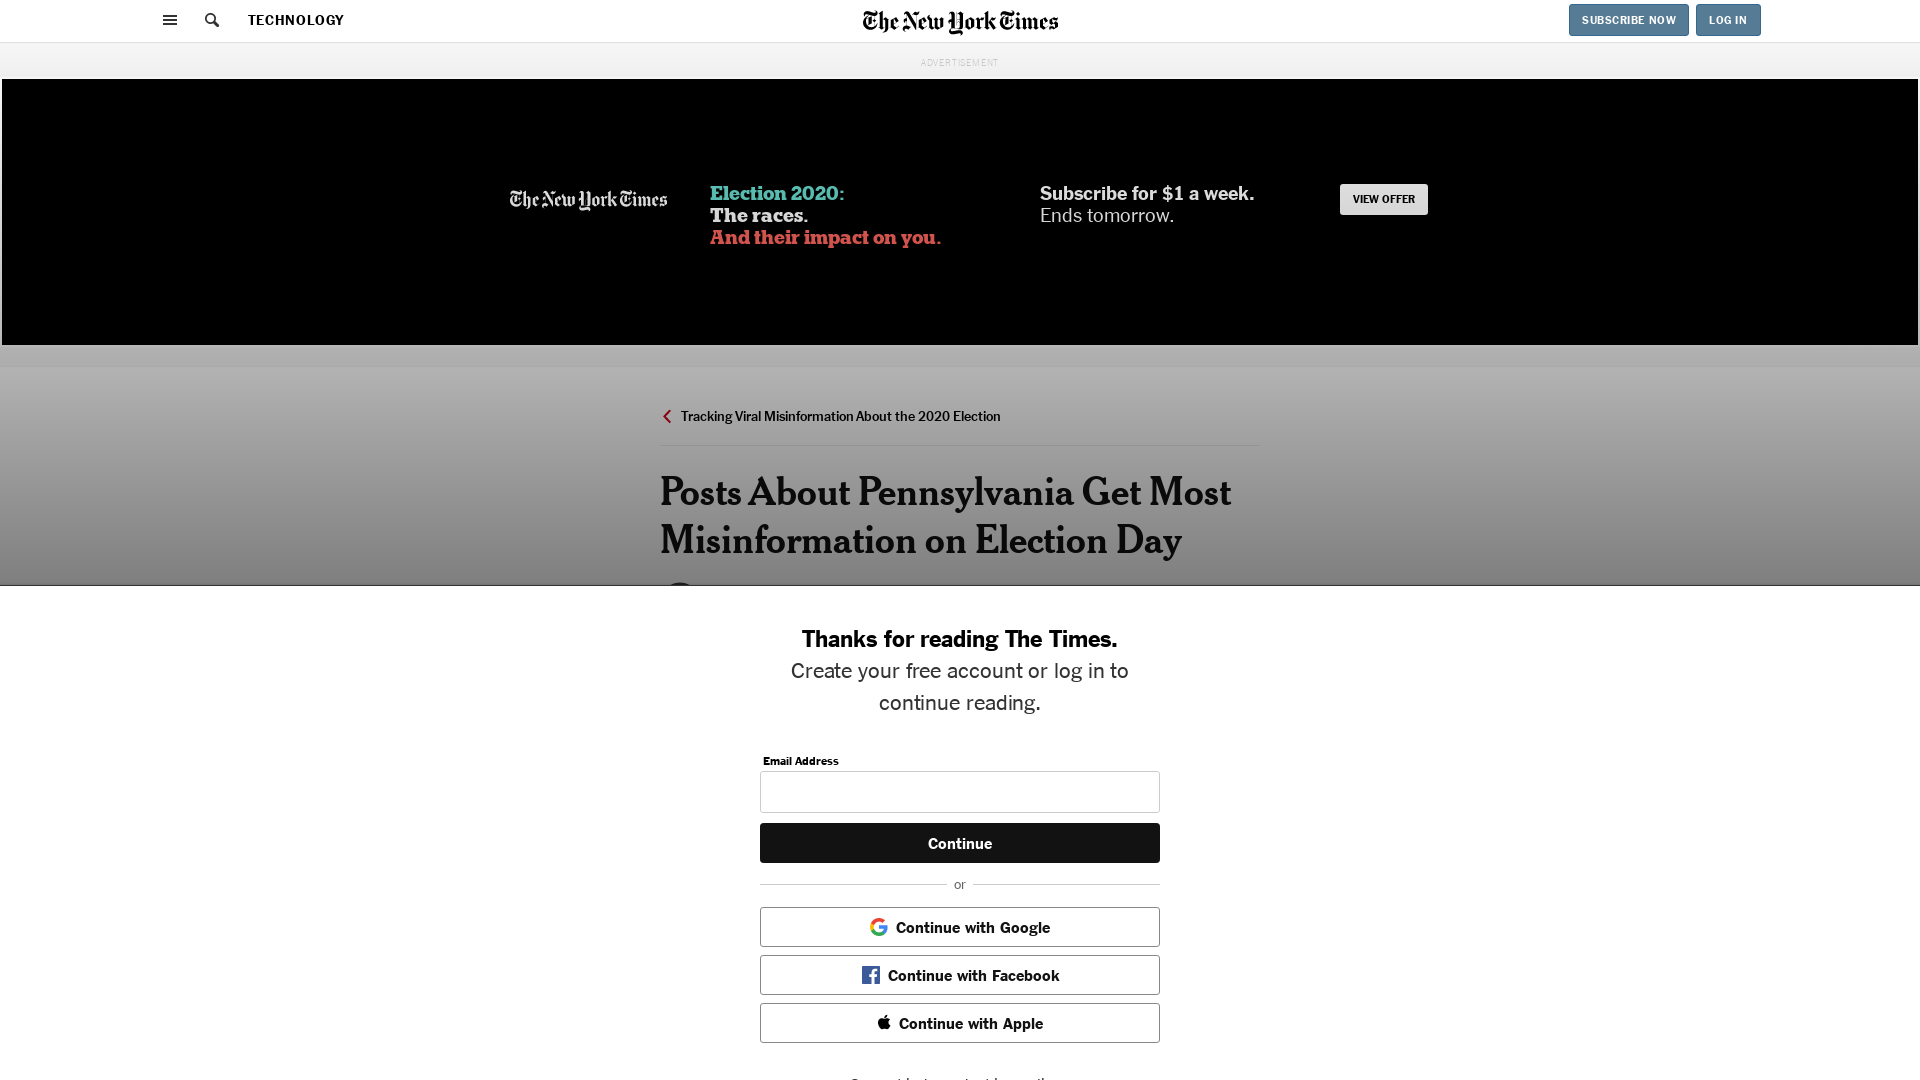 TECHNOLOGY
The New York Times
SUBSCRIBE NOW
LOG IN
ADVERTISEMENT
The New York Times
Election 2020:
The races.
And their impact on you.
Subscribe for $1 a week.
Ends tomorrow.
VIEW OFFER
Tracking Viral Misinformation About the 2020 Election
Posts About Pennsylvania Get Most
Misinformation on Election Day
Thanks for reading The Times.
Create your free account or log in to
continue reading.
Email Address
Continue
or
Continue with Google
Continue with Facebook
Continue with Apple